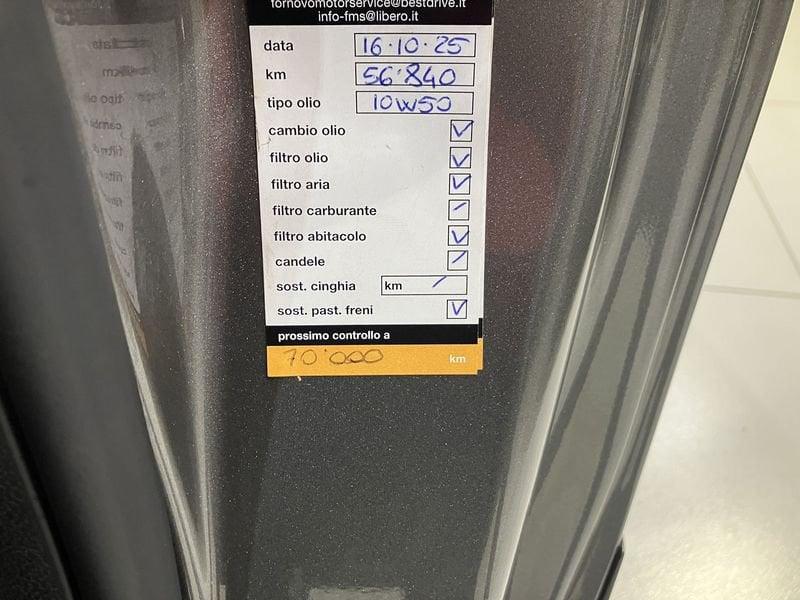 fornovomotorservice@bestdrive.it
info-fms@libero.it
data 16.10.25
km 56'840
tipo olio 10W50
cambio olio
filtro olio
filtro aria
filtro carburante
filtro abitacolo
candele
sost. cinghia km
sost. past. freni
prossimo controllo a
70'000 km